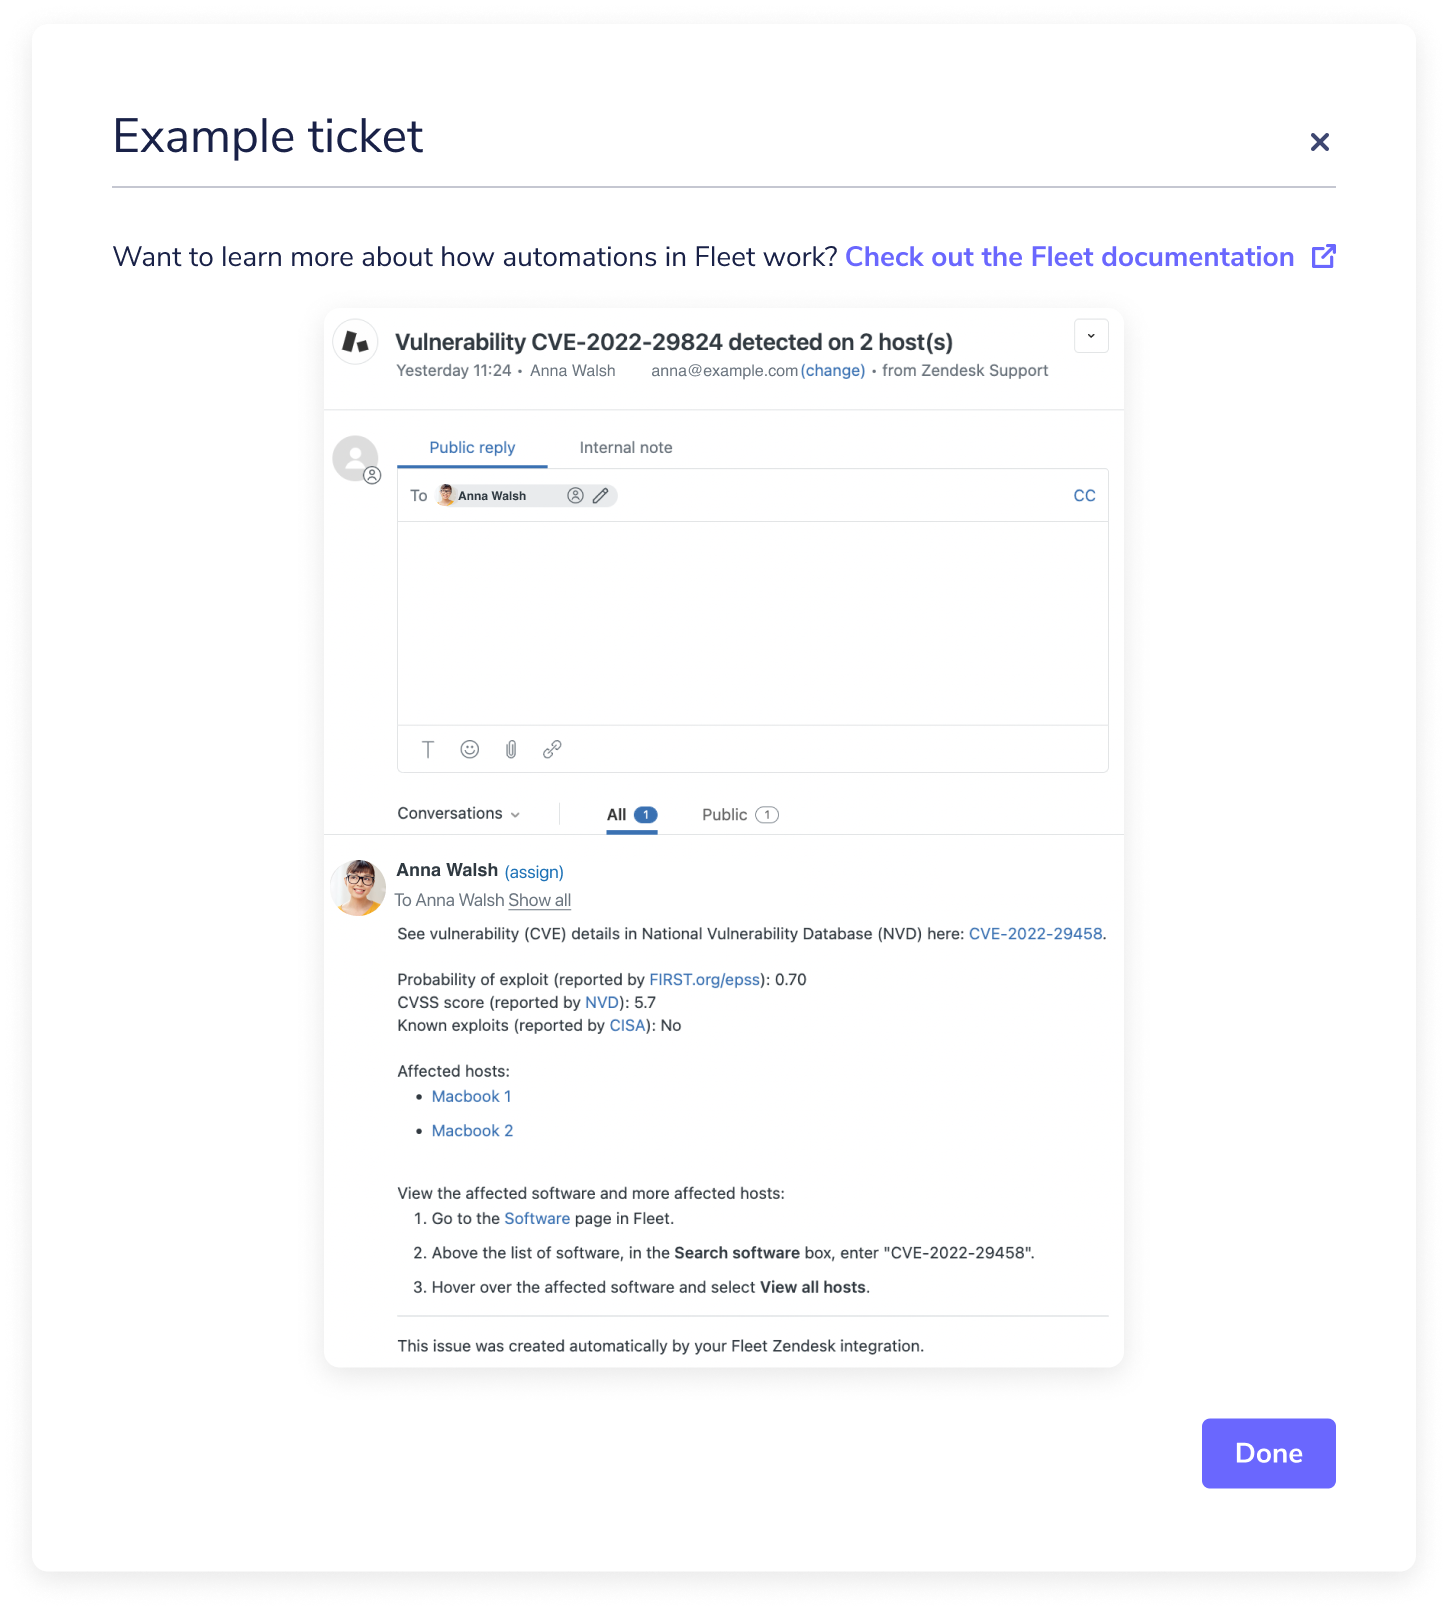 Example ticket
Want to learn more about how automations in Fleet work? Check out the Fleet documentation
Vulnerability CVE-2022-29824 detected on 2 host(s)
Yesterday 11:24 • Anna Walsh anna@example.com (change) • from Zendesk Support
Public reply Internal note
To Anna Walsh CC
Conversations All 1 Public 1
Anna Walsh (assign)
To Anna Walsh Show all
See vulnerability (CVE) details in National Vulnerability Database (NVD) here: CVE-2022-29458.
Probability of exploit (reported by FIRST.org/epss): 0.70
CVSS score (reported by NVD): 5.7
Known exploits (reported by CISA): No
Affected hosts:
• Macbook 1
• Macbook 2
View the affected software and more affected hosts:
1. Go to the Software page in Fleet.
2. Above the list of software, in the Search software box, enter "CVE-2022-29458".
3. Hover over the affected software and select View all hosts.
This issue was created automatically by your Fleet Zendesk integration.
Done